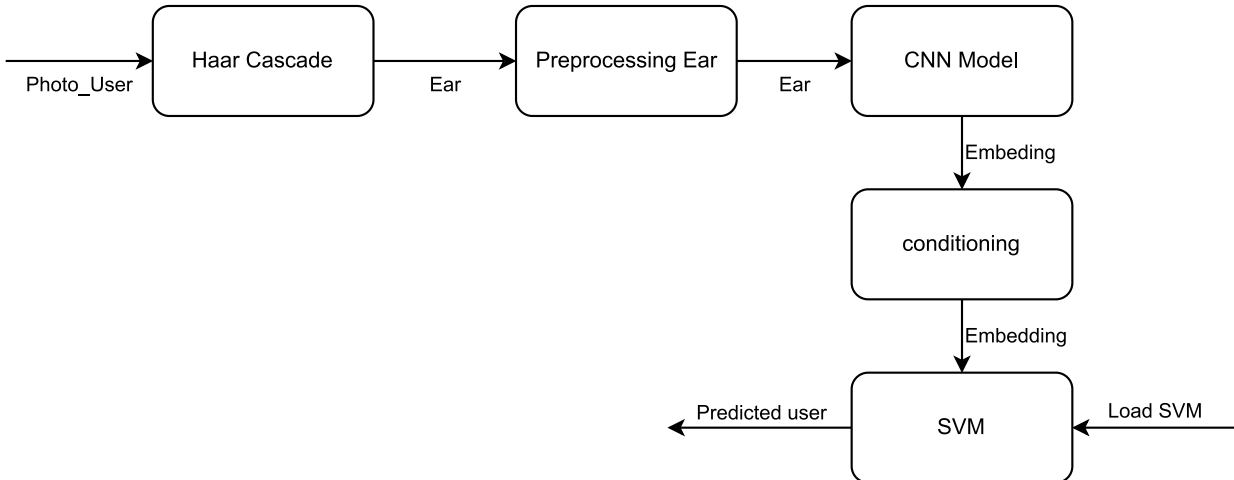 Haar Cascade
Preprocessing Ear
CNN Model
Photo_User
Ear
Ear
Embeding
conditioning
Embedding
Predicted user
SVM
Load SVM